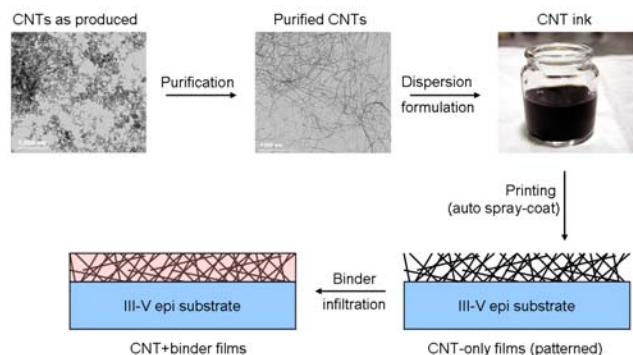 CNTs as produced
Purified CNTs
CNT ink
Purification
Dispersion
formulation
Printing
(auto spray-coat)
III-V epi substrate
Binder
infiltration
III-V epi substrate
CNT+binder films
CNT-only films (patterned)